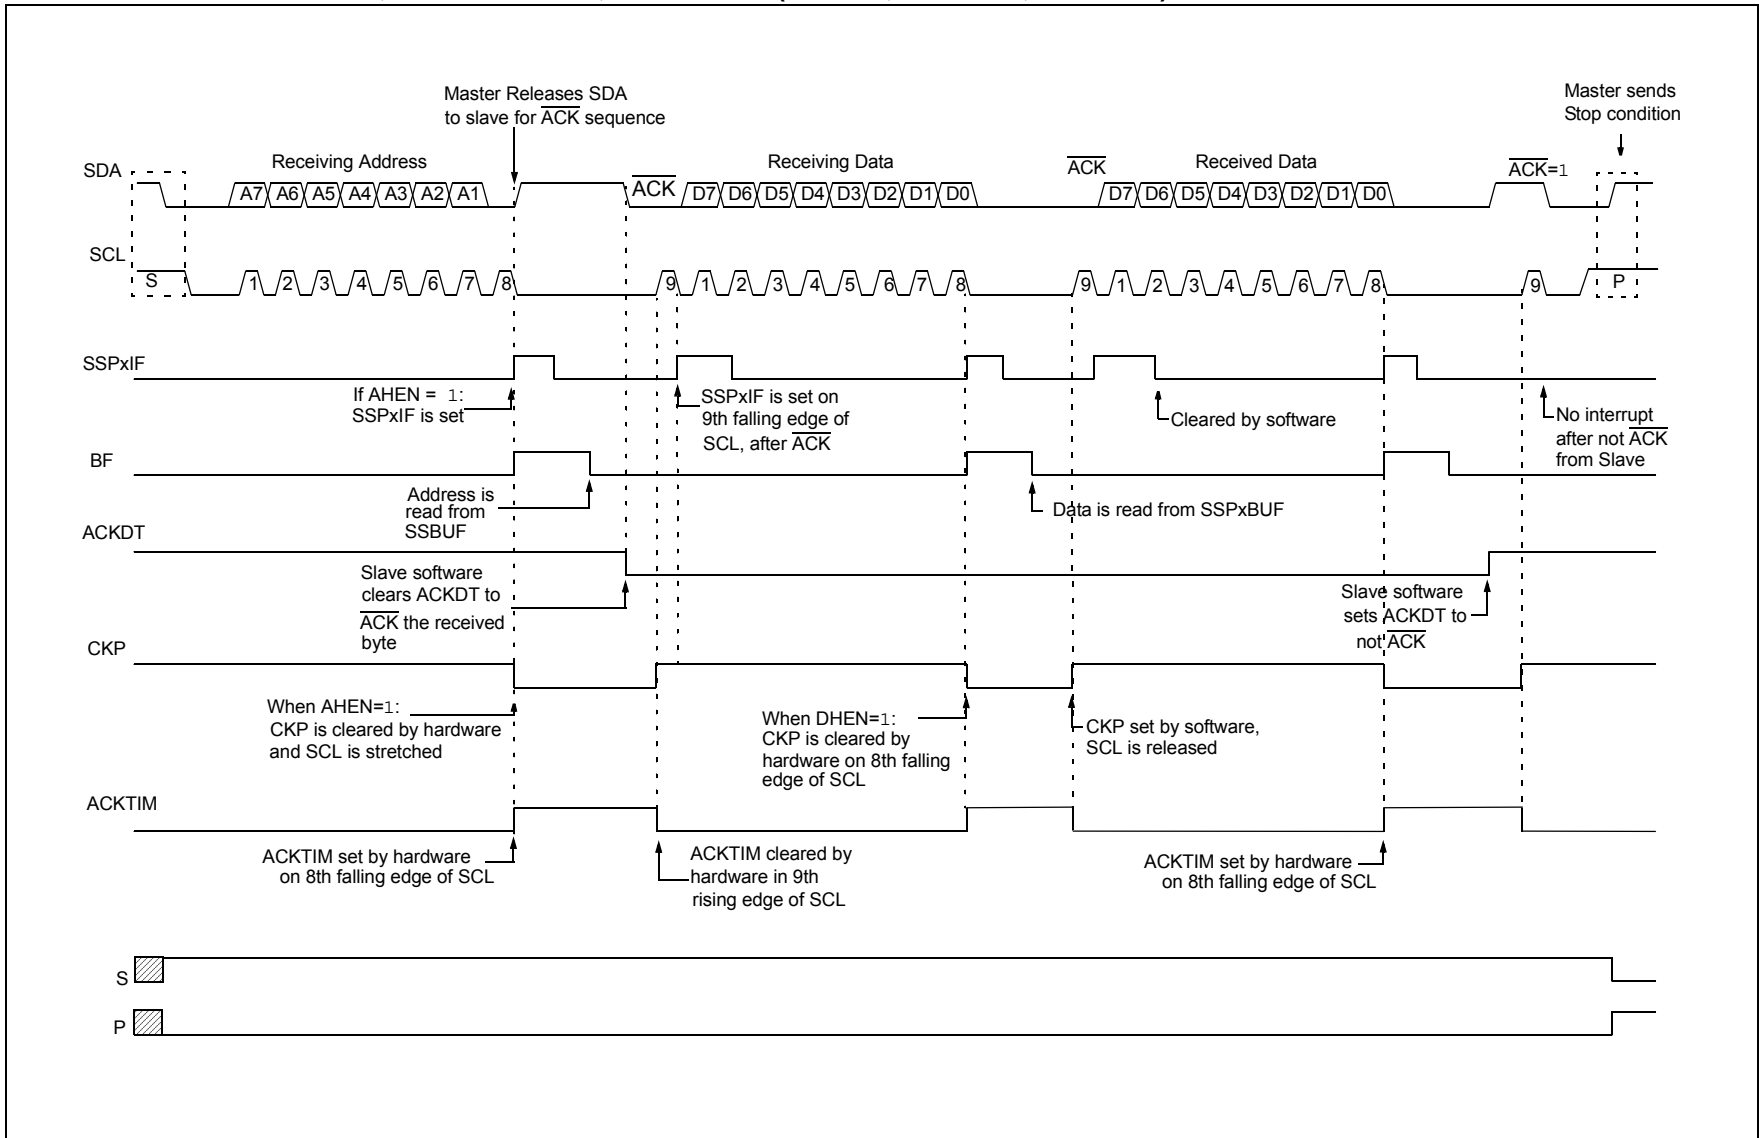 Master Releases SDA
to slave for ACK sequence
Master sends
Stop condition
SDA
Receiving Address
Receiving Data
Received Data
ACK
ACK
ACK=1
A7 A6 A5 A4 A3 A2 A1
D7 D6 D5 D4 D3 D2 D1 D0
D7 D6 D5 D4 D3 D2 D1 D0
SCL
S 1 2 3 4 5 6 7 8 9 1 2 3 4 5 6 7 8 9 1 2 3 4 5 6 7 8 9 P
SSPxIF
If AHEN = 1:
SSPxIF is set
SSPxIF is set on
9th falling edge of
SCL, after ACK
Cleared by software
No interrupt
after not ACK
from Slave
BF
Address is
read from
SSBUF
Data is read from SSPxBUF
ACKDT
Slave software
clears ACKDT to
ACK the received
byte
Slave software
sets ACKDT to
not ACK
CKP
When AHEN=1:
CKP is cleared by hardware
and SCL is stretched
When DHEN=1:
CKP is cleared by
hardware on 8th falling
edge of SCL
CKP set by software,
SCL is released
ACKTIM
ACKTIM set by hardware
on 8th falling edge of SCL
ACKTIM cleared by
hardware in 9th
rising edge of SCL
ACKTIM set by hardware
on 8th falling edge of SCL
S
P